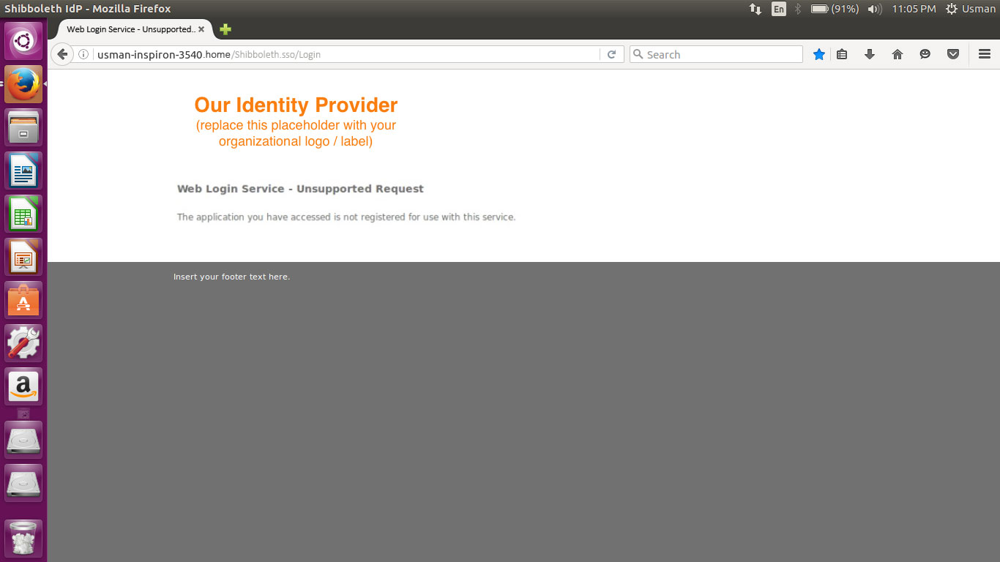 Shibboleth IdP - Mozilla Firefox
En
(91%)
11:05 PM
Usman
Web Login Service - Unsupported..
usman-inspiron-3540.home/Shibboleth.sso/Login
Search
Our Identity Provider
(replace this placeholder with your
organizational logo / label)
Web Login Service - Unsupported Request
The application you have accessed is not registered for use with this service.
Insert your footer text here.
A
a